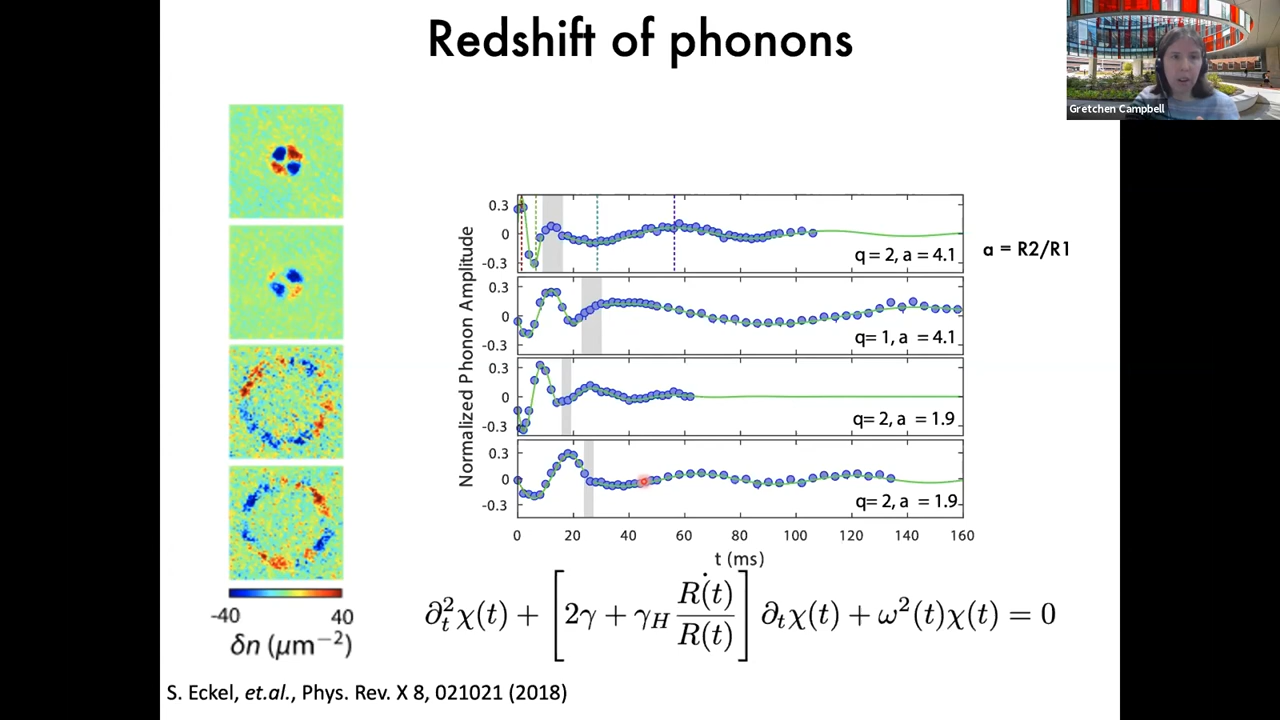 Redshift of phonons
Gretchen Campbell
0.3
0
-0.3
q = 2, a = 4.1
a = R2/R1
0.3
0
-0.3
q= 1, a = 4.1
0.3
0
-0.3
q= 2, a = 1.9
0.3
0
-0.3
q= 2, a = 1.9
Normalized Phonon Amplitude
0 20 40 60 80 100 120 140 160
t (ms)
-40 40
δn (μm⁻²)
∂ₜ²χ(t) + [2γ + γ_H Ṙ(t)/R(t)] ∂ₜχ(t) + ω²(t)χ(t) = 0
S. Eckel, et.al., Phys. Rev. X 8, 021021 (2018)